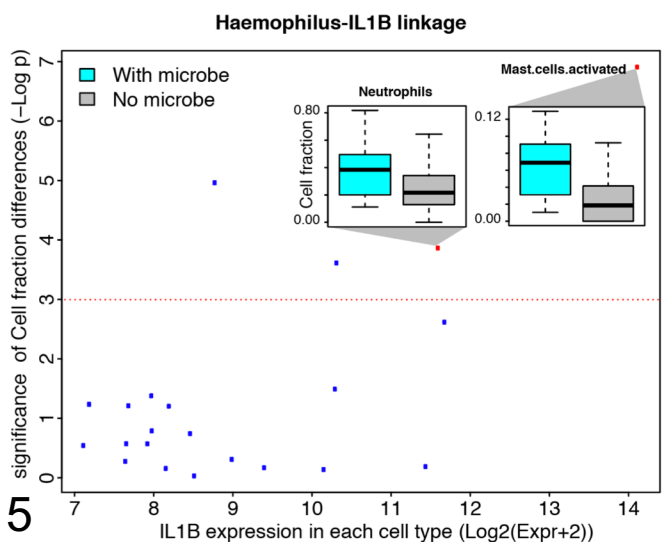 Haemophilus-IL1B linkage
With microbe
No microbe
Neutrophils
Mast.cells.activated
0.80
0.00
Cell fraction
0.12
0.00
significance of Cell fraction differences (−Log p)
7
6
5
4
3
2
1
0
7 8 9 10 11 12 13 14
IL1B expression in each cell type (Log2(Expr+2))
5